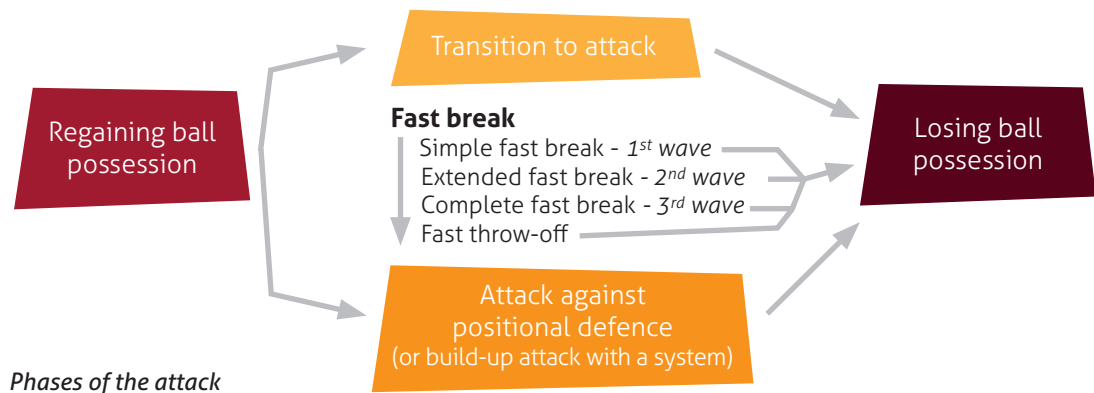 Transition to attack
Regaining ball
possession
Fast break
Simple fast break - 1st wave
Extended fast break - 2nd wave
Complete fast break - 3rd wave
Fast throw-off
Losing ball
possession
Attack against
positional defence
(or build-up attack with a system)
Phases of the attack